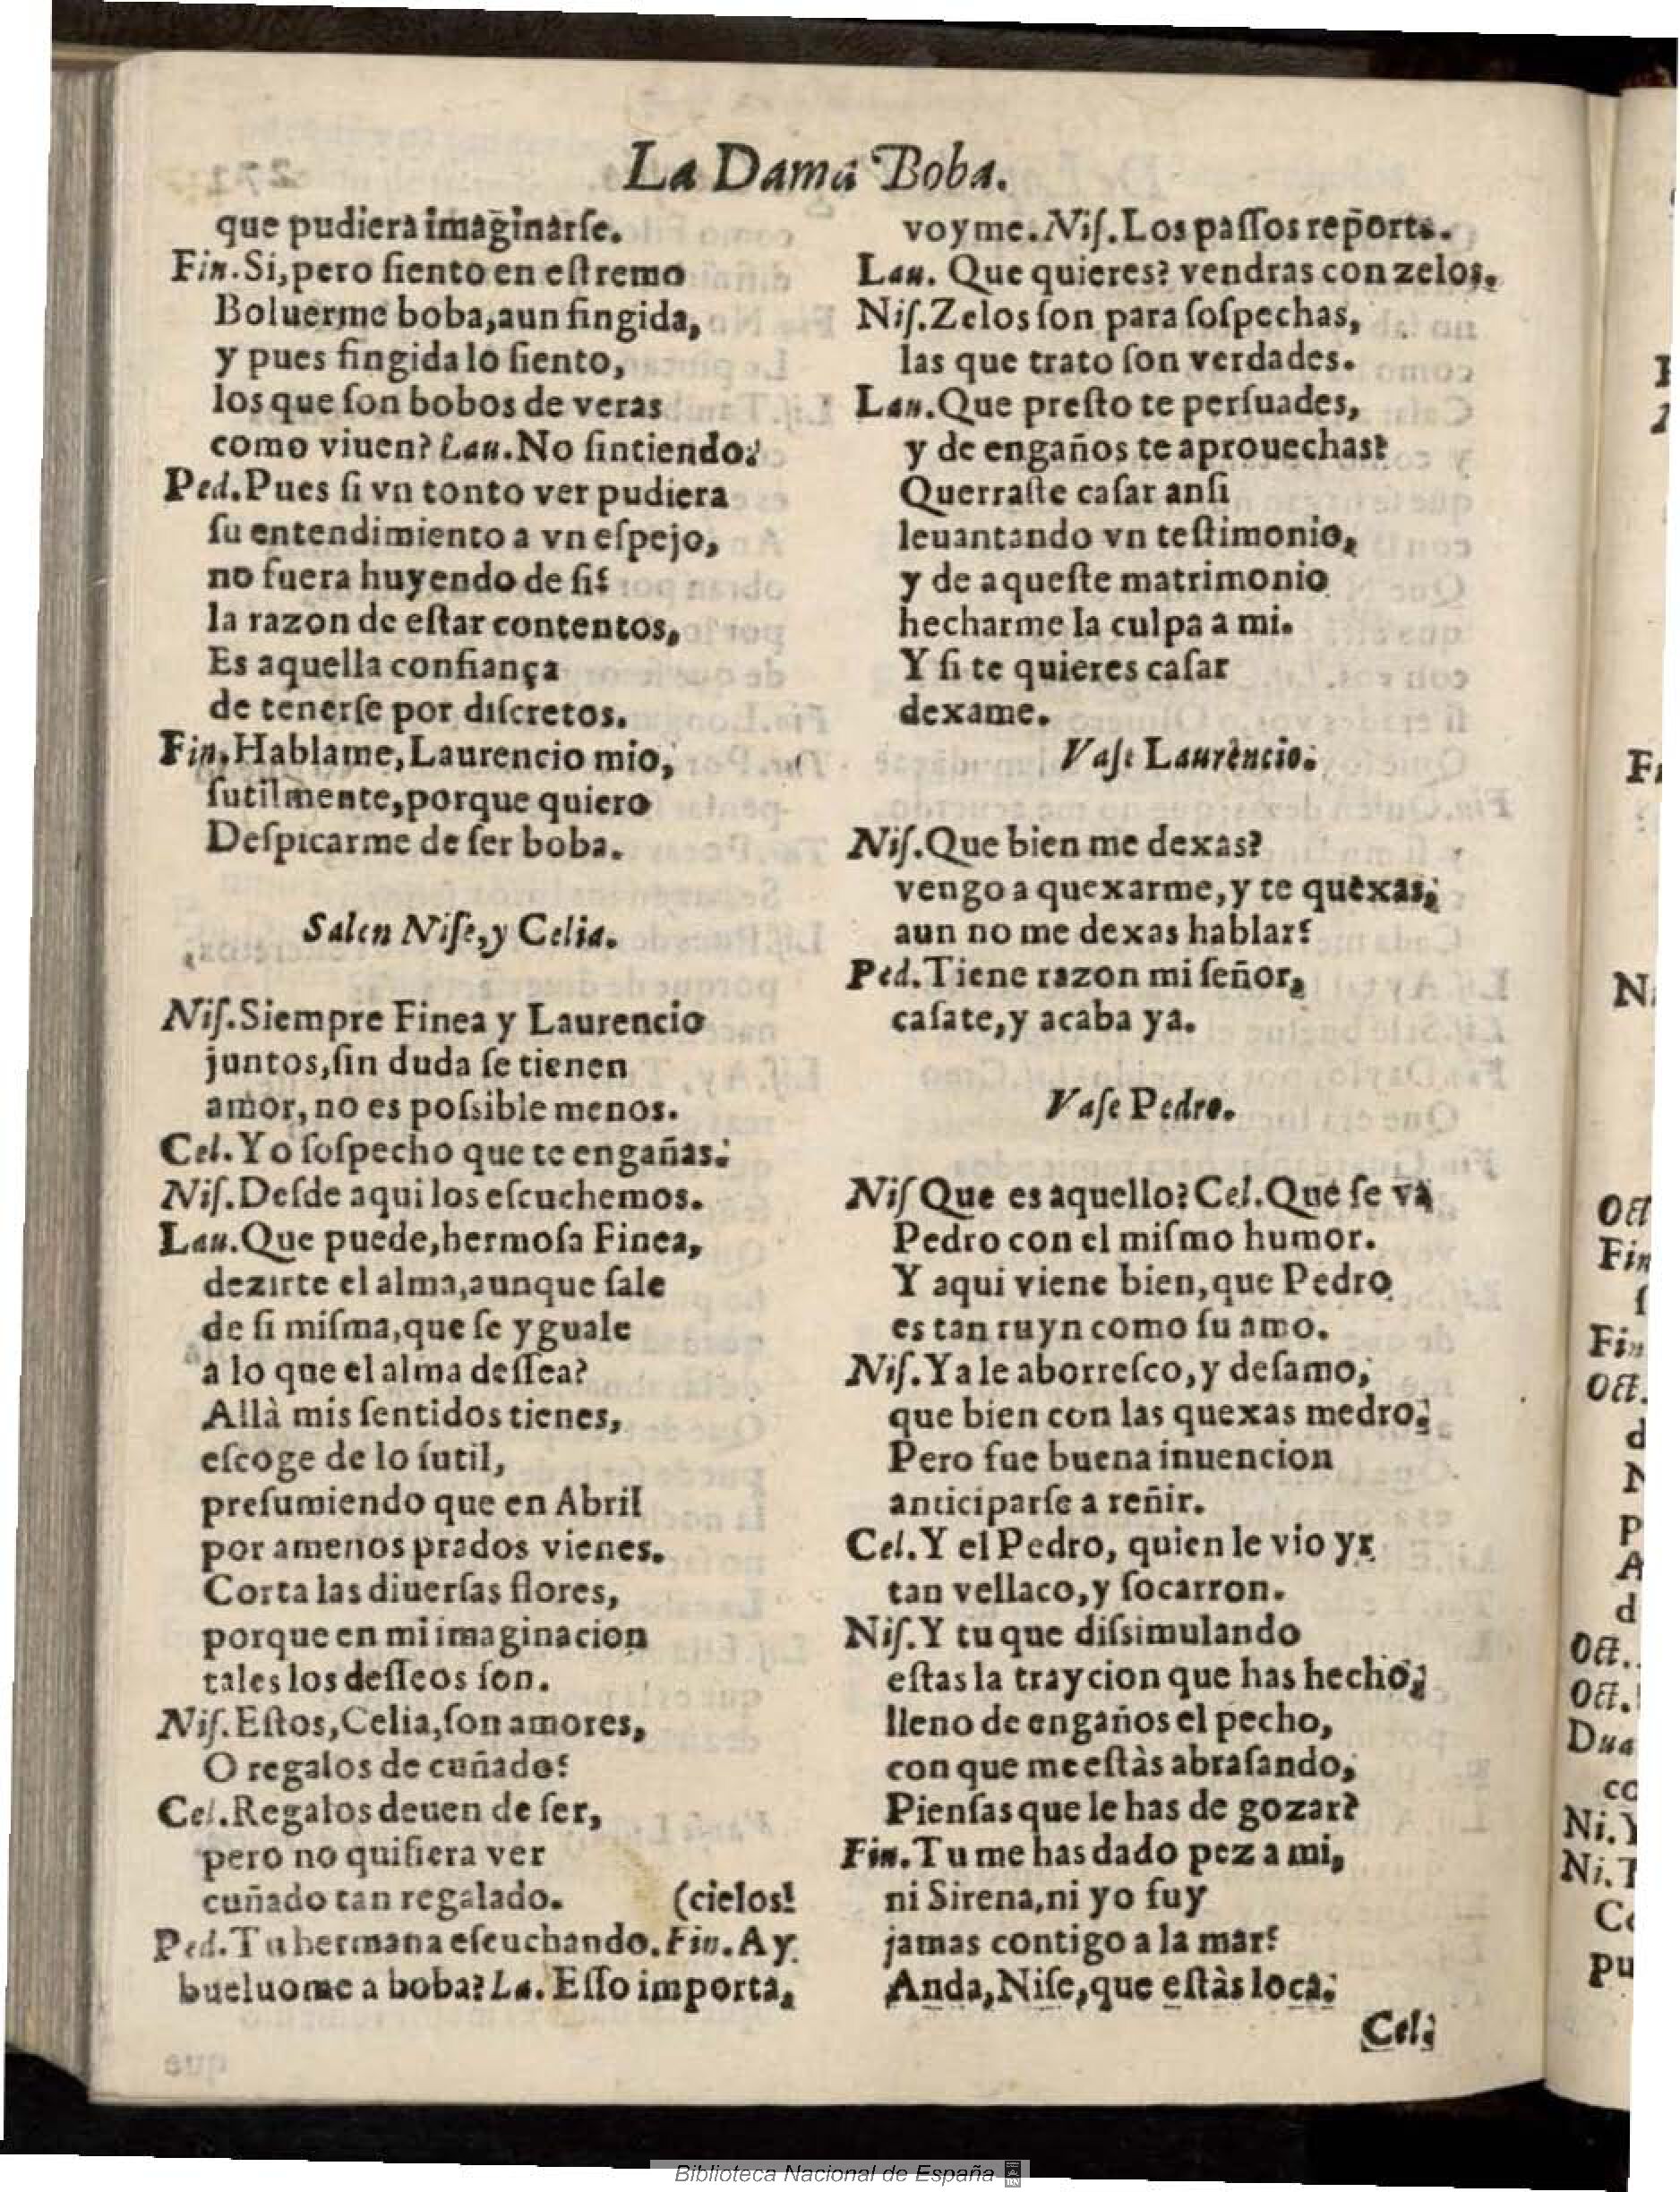 La Dama Boba.
que pudiera imaginarſe.
Fin.Si,pero ſiento en eſtremo
Boluerme boba,aun fingida,
y pues fingida lo ſiento,
los que ſon bobos de veras
como viuen? Lau.No ſintiendo:
Ped.Pues ſi vn tonto ver pudiera
ſu entendimiento a vn eſpejo,
no fuera huyendo de ſi?
la razon de eſtar contentos,
Es aquella confiança
de tenerſe por diſcretos.
Fin.Hablame,Laurencio mio,
ſutilmente,porque quiero
Deſpicarme de ſer boba.
Salen Niſe,y Celia.
Niſ.Siempre Finea y Laurencio
juntos,ſin duda ſe tienen
amor, no es poſsible menos.
Cel.Yo ſoſpecho que te engañas.
Niſ.Deſde aqui los eſcuchemos.
Lau.Que puede,hermoſa Finea,
dezirte el alma,aunque ſale
de ſi miſma,que ſe yguale
a lo que el alma deſſea?
Allà mis ſentidos tienes,
eſcoge de lo ſutil,
preſumiendo que en Abril
por amenos prados vienes.
Corta las diuerſas flores,
porque en mi imaginacion
tales los deſſeos ſon.
Niſ.Eſtos,Celia,ſon amores,
O regalos de cuñado?
Cel.Regalos deuen de ſer,
pero no quiſiera ver
cuñado tan regalado. (cielos!
Ped.Tu hermana eſcuchando.Fin.Ay
bueluome a boba? La. Eſſo importa,
voyme.Niſ.Los paſſos reporta.
Lau. Que quieres? vendras con zelos.
Niſ.Zelos ſon para ſoſpechas,
las que trato ſon verdades.
Lau.Que preſto te perſuades,
y de engaños te aprouechas?
Querraſte caſar anſi
leuantando vn teſtimonio,
y de aqueſte matrimonio
hecharme la culpa a mi.
Y ſi te quieres caſar
dexame.
Vaſe Laurencio.
Niſ.Que bien me dexas?
vengo a quexarme,y te quexas,
aun no me dexas hablar?
Ped.Tiene razon mi ſeñor,
caſate,y acaba ya.
Vaſe Pedro.
Niſ Que es aquello?Cel.Que ſe va
Pedro con el miſmo humor.
Y aqui viene bien,que Pedro
es tan ruyn como ſu amo.
Niſ.Ya le aborreſco,y deſamo,
que bien con las quexas medro.
Pero fue buena inuencion
anticiparſe a reñir.
Cel.Y el Pedro, quien le vio yr
tan vellaco,y ſocarron.
Niſ.Y tu que diſsimulando
eſtas la traycion que has hecho,
lleno de engaños el pecho,
con que me eſtàs abraſando,
Pienſas que le has de gozar?
Fin.Tu me has dado pez a mi,
ni Sirena,ni yo fuy
jamas contigo a la mar?
Anda,Niſe,que eſtàs loca.
Cel.
F
N
Oct
Fin
ſ
Fin
Oct.
d
N
p
A
d
Oct.
Oct.
Dua
co
Ni.Y
Ni.T
Co
pu
Biblioteca Nacional de España